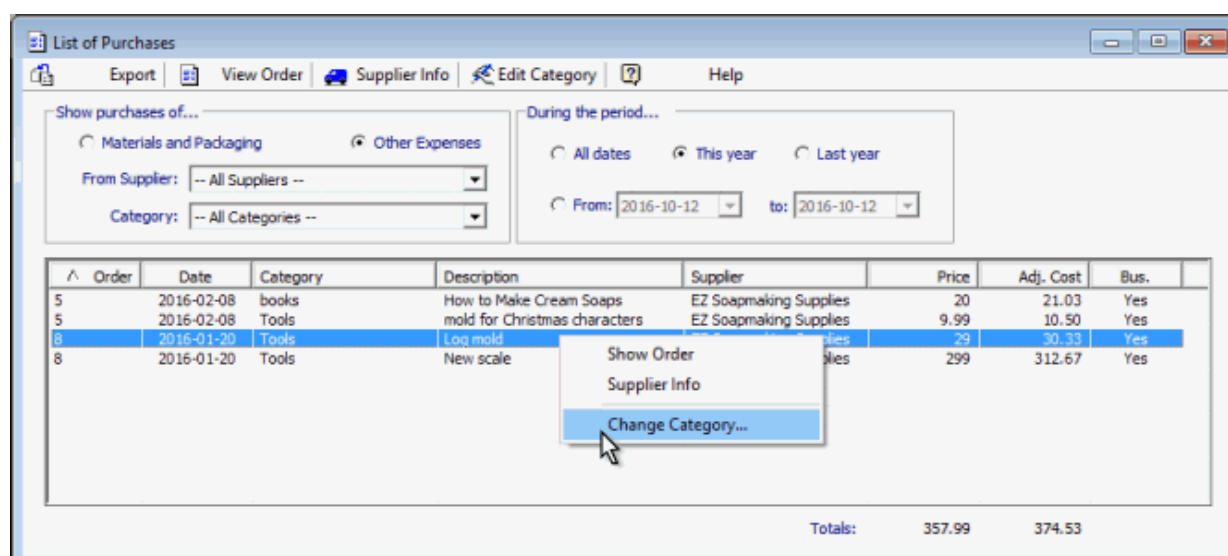 List of Purchases
Export View Order Supplier Info Edit Category Help
Show purchases of...
Materials and Packaging Other Expenses
From Supplier: -- All Suppliers --
Category: -- All Categories --
During the period...
All dates This year Last year
From: 2016-10-12 to: 2016-10-12
Order Date Category Description Supplier Price Adj. Cost Bus.
5 2016-02-08 books How to Make Cream Soaps EZ Soapmaking Supplies 20 21.03 Yes
5 2016-02-08 Tools mold for Christmas characters EZ Soapmaking Supplies 9.99 10.50 Yes
8 2016-01-20 Tools Log mold 29 30.33 Yes
8 2016-01-20 Tools New scale 299 312.67 Yes
Show Order
Supplier Info
Change Category...
Totals: 357.99 374.53